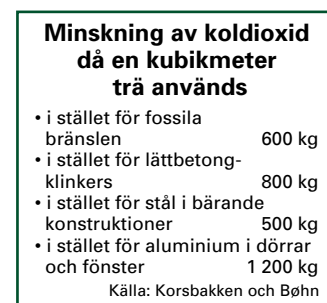 Minskning av koldioxid
då en kubikmeter
trä används
• i stället för fossila
bränslen 600 kg
• i stället för lättbetong-
klinkers 800 kg
• i stället för stål i bärande
konstruktioner 500 kg
• i stället för aluminium i dörrar
och fönster 1 200 kg
Källa: Korsbakken och Bøhn